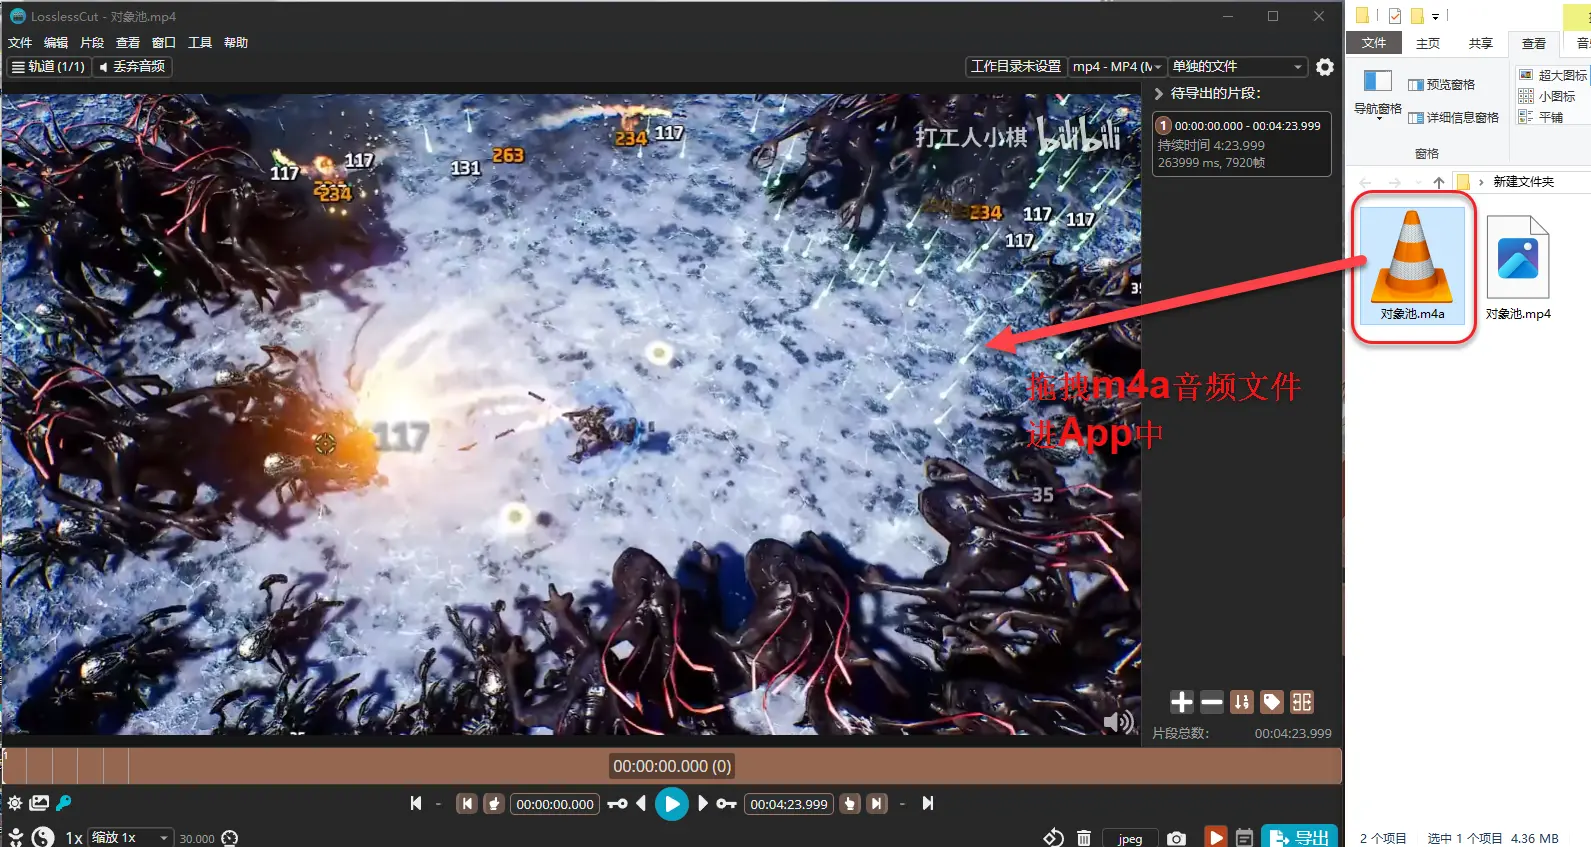 LosslessCut - 对象池.mp4
文件 编辑 片段 查看 窗口 工具 帮助
轨道 (1/1) 丢弃音频
工作目录未设置 mp4 - MP4 (M 单独的文件
待导出的片段：
1 00:00:00.000 - 00:04:23.999
持续时间 4:23.999
263999 ms, 7920帧
打工人小棋 bilibili
234 117
117
131 263
117
234
234 117 117
117
35
117
35
拖拽m4a音频文件
进App中
片段总数： 00:04:23.999
1
00:00:00.000 (0)
00:00:00.000
00:04:23.999
1x 缩放 1x 30.000
jpeg
导出
文件 主页 共享 查看
导航窗格
预览窗格
详细信息窗格
窗格
超大图标
小图标
平铺
新建文件夹
对象池.m4a
对象池.mp4
2 个项目 选中 1 个项目 4.36 MB